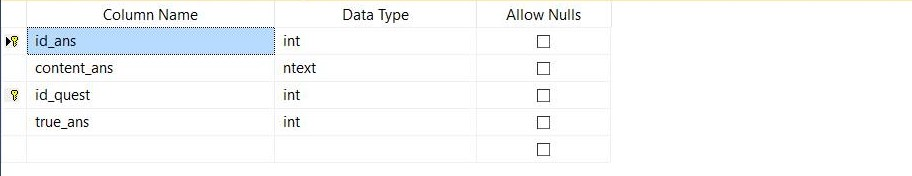 Column Name Data Type Allow Nulls
id_ans int
content_ans ntext
id_quest int
true_ans int